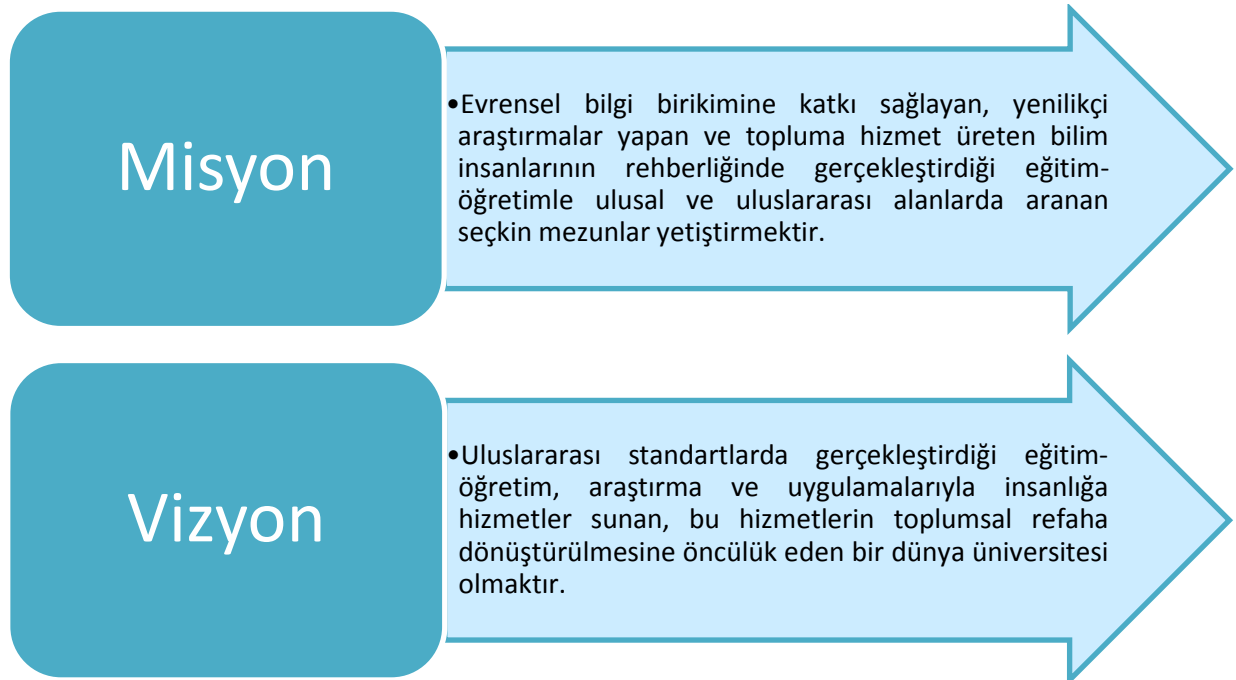 Misyon
•Evrensel bilgi birikimine katkı sağlayan, yenilikçi
araştırmalar yapan ve topluma hizmet üreten bilim
insanlarının rehberliğinde gerçekleştirdiği eğitim-
öğretimle ulusal ve uluslararası alanlarda aranan
seçkin mezunlar yetiştirmektir.
Vizyon
•Uluslararası standartlarda gerçekleştirdiği eğitim-
öğretim, araştırma ve uygulamalarıyla insanlığa
hizmetler sunan, bu hizmetlerin toplumsal refaha
dönüştürülmesine öncülük eden bir dünya üniversitesi
olmaktır.